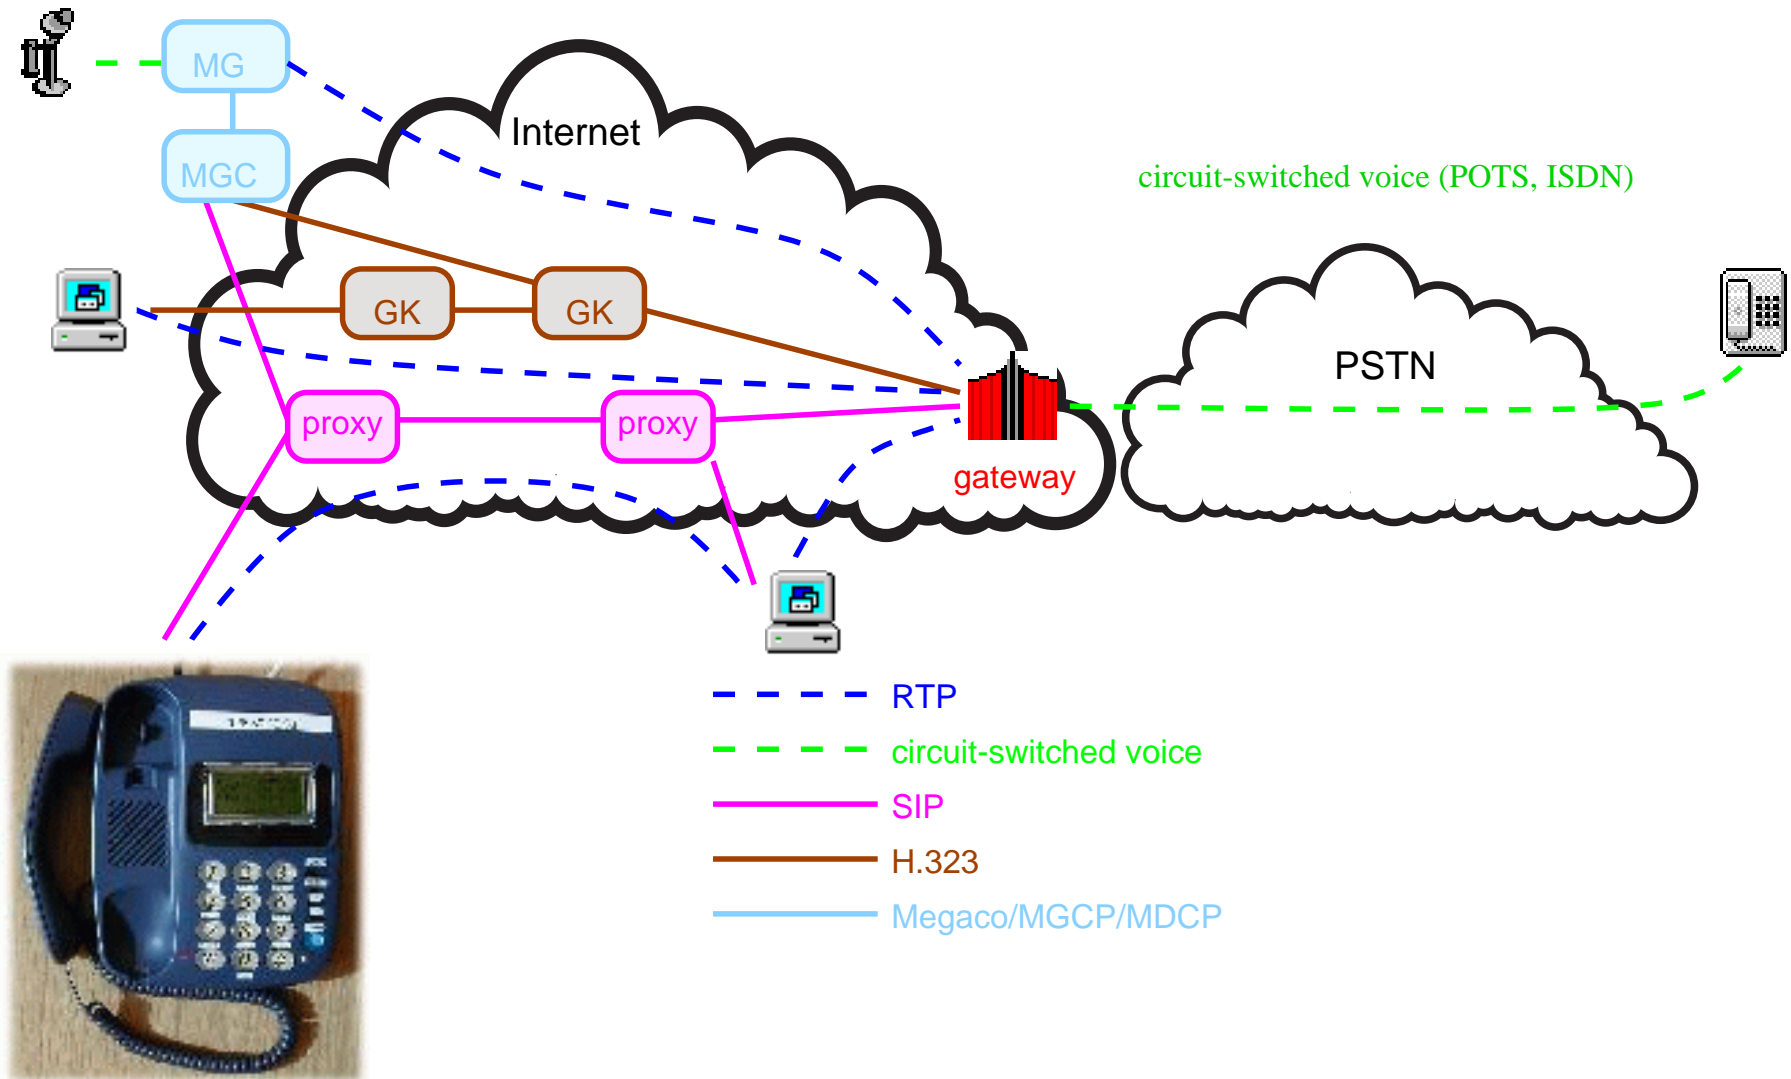 MG
Internet
MGC
circuit-switched voice (POTS, ISDN)
GK
GK
PSTN
proxy
proxy
gateway
RTP
circuit-switched voice
SIP
H.323
Megaco/MGCP/MDCP